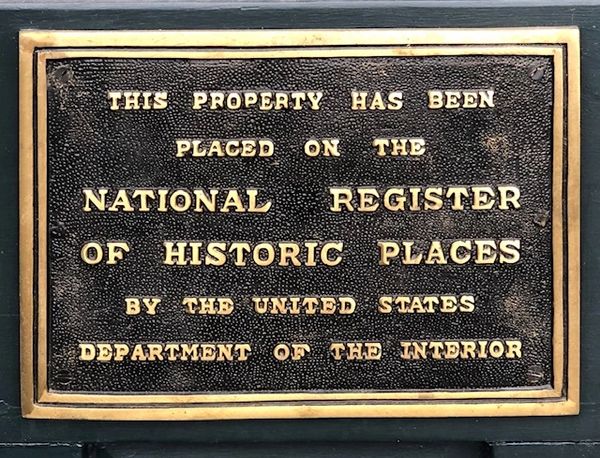 THIS PROPERTY HAS BEEN
PLACED ON THE
NATIONAL REGISTER
OF HISTORIC PLACES
BY THE UNITED STATES
DEPARTMENT OF THE INTERIOR